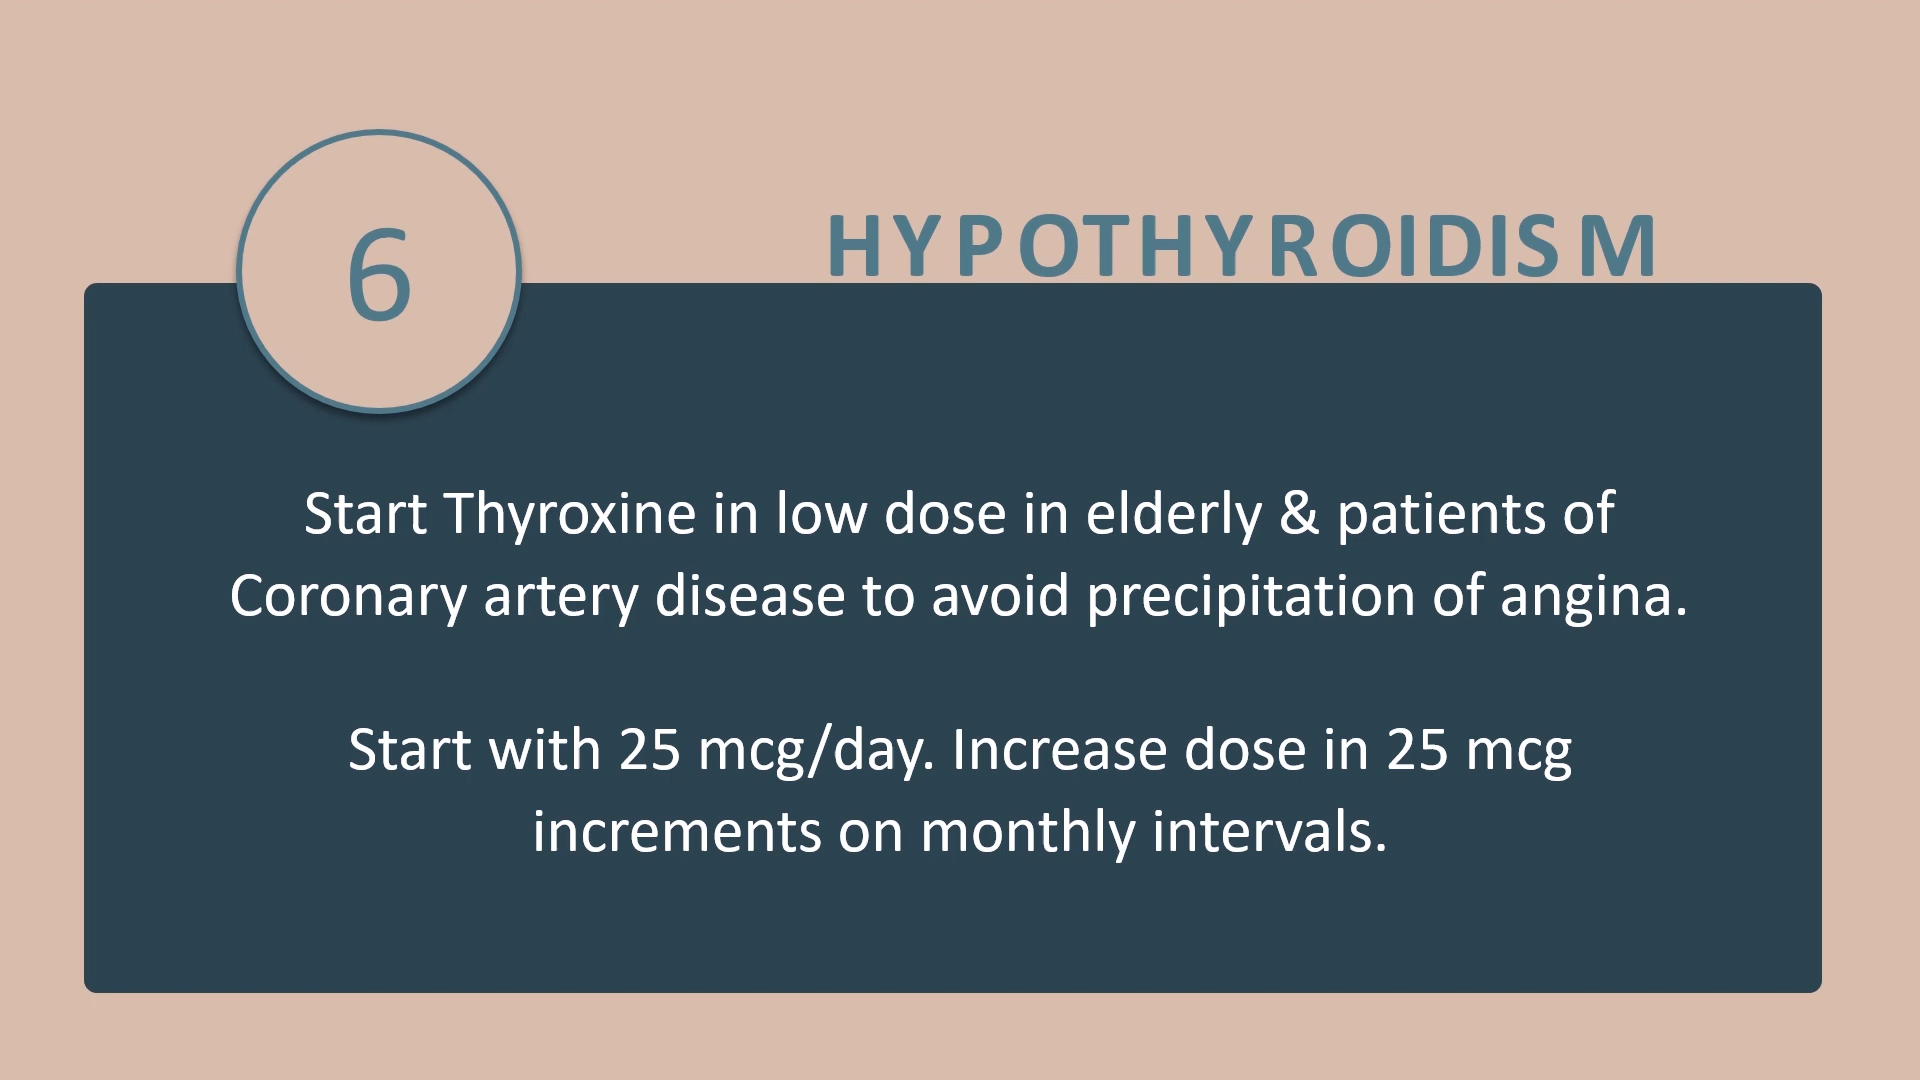 6
HYPOTHYROIDISM
Start Thyroxine in low dose in elderly & patients of
Coronary artery disease to avoid precipitation of angina.
Start with 25 mcg/day. Increase dose in 25 mcg
increments on monthly intervals.